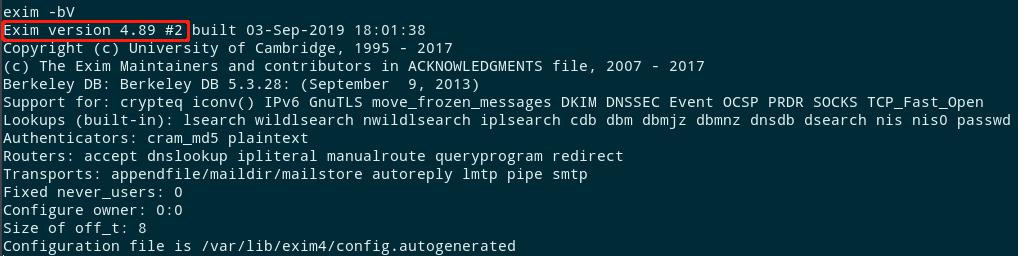 exim -bV
Exim version 4.89 #2 built 03-Sep-2019 18:01:38
Copyright (c) University of Cambridge, 1995 - 2017
(c) The Exim Maintainers and contributors in ACKNOWLEDGMENTS file, 2007 - 2017
Berkeley DB: Berkeley DB 5.3.28: (September  9, 2013)
Support for: crypteq iconv() IPv6 GnuTLS move_frozen_messages DKIM DNSSEC Event OCSP PRDR SOCKS TCP_Fast_Open
Lookups (built-in): lsearch wildlsearch nwildlsearch iplsearch cdb dbm dbmjz dbmnz dnsdb dsearch nis nis0 passwd
Authenticators: cram_md5 plaintext
Routers: accept dnslookup ipliteral manualroute queryprogram redirect
Transports: appendfile/maildir/mailstore autoreply lmtp pipe smtp
Fixed never_users: 0
Configure owner: 0:0
Size of off_t: 8
Configuration file is /var/lib/exim4/config.autogenerated